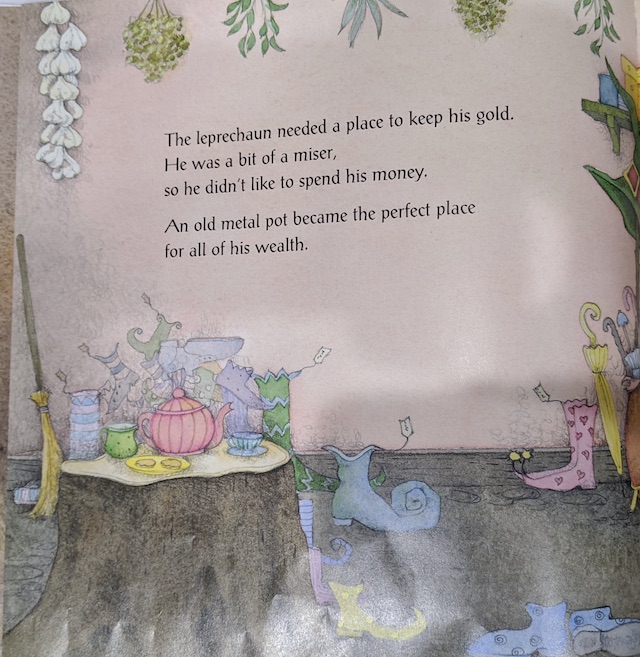 The leprechaun needed a place to keep his gold.
He was a bit of a miser,
so he didn't like to spend his money.
An old metal pot became the perfect place
for all of his wealth.